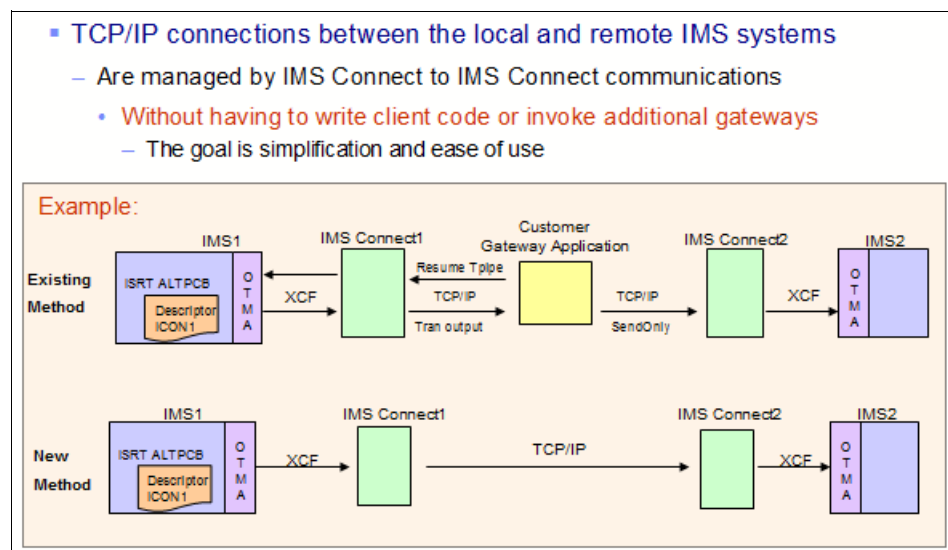 TCP/IP connections between the local and remote IMS systems
– Are managed by IMS Connect to IMS Connect communications
• Without having to write client code or invoke additional gateways
– The goal is simplification and ease of use
Example:
Existing
Method
IMS1
ISRT ALTPCB
Descriptor
ICON1
O
T
M
A
XCF
IMS Connect1
Resume Tpipe
TCP/IP
Tran output
Customer
Gateway Application
TCP/IP
SendOnly
IMS Connect2
XCF
IMS2
O
T
M
A
New
Method
IMS1
ISRT ALTPCB
Descriptor
ICON1
O
T
M
A
XCF
IMS Connect1
TCP/IP
IMS Connect2
XCF
IMS2
O
T
M
A